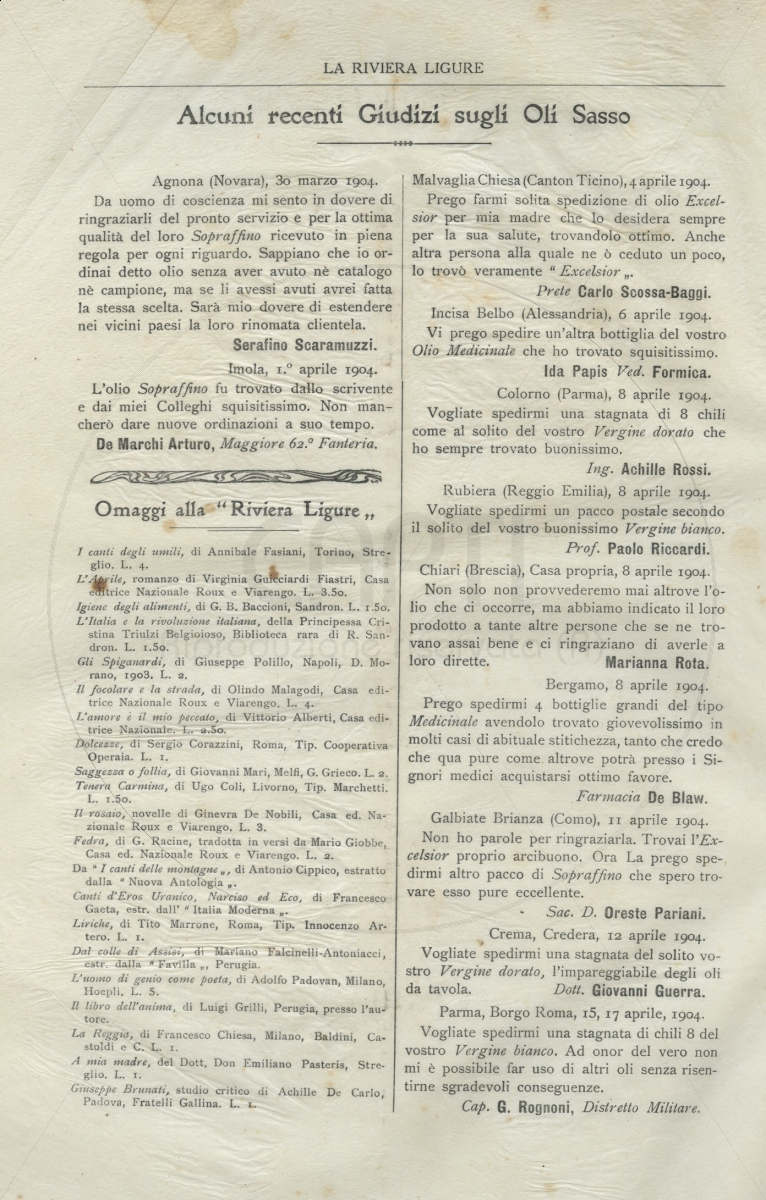 LA RIVIERA LIGURE
Alcuni recenti Giudizi sugli Oli Sasso
Agnona (Novara), 30 marzo 1904.
Da uomo di coscienza mi sento in dovere di
ringraziarli del pronto servizio e per la ottima
qualità del loro Sopraffino ricevuto in piena
regola per ogni riguardo. Sappiano che io or-
dinai detto olio senza aver avuto nè catalogo
nè campione, ma se li avessi avuti avrei fatta
la stessa scelta. Sarà mio dovere di estendere
nei vicini paesi la loro rinomata clientela.
Serafino Scaramuzzi.
Imola, 1.º aprile 1904.
L'olio Sopraffino fu trovato dallo scrivente
e dai miei Colleghi squisitissimo. Non man-
cherò dare nuove ordinazioni a suo tempo.
De Marchi Arturo, Maggiore 62.º Fanteria.
Omaggi alla “ Riviera Ligure „
I canti degli umili, di Annibale Fasiani, Torino, Stre-
glio. L. 4.
L'Aprile, romanzo di Virginia Gulcciardi Fiastri, Casa
editrice Nazionale Roux e Viarengo. L. 3.50.
Igiene degli alimenti, di G. B. Baccioni, Sandron. L. 1.50.
L'Italia e la rivoluzione italiana, della Principessa Cri-
stina Triulzi Belgioioso, Biblioteca rara di R. San-
dron. L. 1.50.
Gli Spiganardi, di Giuseppe Polillo, Napoli, D. Mo-
rano, 1903. L. 2.
Il focolare e la strada, di Olindo Malagodi, Casa edi-
trice Nazionale Roux e Viarengo. L. 4.
L'amore è il mio peccato, di Vittorio Alberti, Casa edi-
trice Nazionale. L. 2.50.
Dolcezze, di Sergio Corazzini, Roma, Tip. Cooperativa
Operaia. L. 1.
Saggezza o follia, di Giovanni Mari, Melfi, G. Grieco. L. 2.
Tenera Carmina, di Ugo Coli, Livorno, Tip. Marchetti.
L. 1.50.
Il rosaio, novelle di Ginevra De Nobili, Casa ed. Na-
zionale Roux e Viarengo. L. 3.
Fedra, di G. Racine, tradotta in versi da Mario Giobbe,
Casa ed. Nazionale Roux e Viarengo. L. 2.
Da “ I canti delle montagne „, di Antonio Cippico, estratto
dalla “ Nuova Antologia „.
Canti d'Eros Uranico, Narciso ed Eco, di Francesco
Gaeta, estr. dall' “ Italia Moderna „.
Liriche, di Tito Marrone, Roma, Tip. Innocenzo Ar-
tero. L. 1.
Dal colle di Assisi, di Mariano Falcinelli-Antoniacci,
estr. dalla “ Favilla „, Perugia.
L'uomo di genio come poeta, di Adolfo Padovan, Milano,
Hoepli. L. 5.
Il libro dell'anima, di Luigi Grilli, Perugia, presso l'au-
tore.
La Reggia, di Francesco Chiesa, Milano, Baldini, Ca-
stoldi e C. L. 1.
A mia madre, del Dott. Don Emiliano Pasteris, Stre-
glio. L. 1.
Giuseppe Brunati, studio critico di Achille De Carlo,
Padova, Fratelli Gallina. L. 1.
Malvaglia Chiesa (Canton Ticino), 4 aprile 1904.
Prego farmi solita spedizione di olio Excel-
sior per mia madre che lo desidera sempre
per la sua salute, trovandolo ottimo. Anche
altra persona alla quale ne ò ceduto un poco,
lo trovò veramente “ Excelsior „.
Prete Carlo Scossa-Baggi.
Incisa Belbo (Alessandria), 6 aprile 1904.
Vi prego spedire un'altra bottiglia del vostro
Olio Medicinale che ho trovato squisitissimo.
Ida Papis Ved. Formica.
Colorno (Parma), 8 aprile 1904.
Vogliate spedirmi una stagnata di 8 chili
come al solito del vostro Vergine dorato che
ho sempre trovato buonissimo.
Ing. Achille Rossi.
Rubiera (Reggio Emilia), 8 aprile 1904.
Vogliate spedirmi un pacco postale secondo
il solito del vostro buonissimo Vergine bianco.
Prof. Paolo Riccardi.
Chiari (Brescia), Casa propria, 8 aprile 1904.
Non solo non provvederemo mai altrove l'o-
lio che ci occorre, ma abbiamo indicato il loro
prodotto a tante altre persone che se ne tro-
vano assai bene e ci ringraziano di averle a
loro dirette. Marianna Rota.
Bergamo, 8 aprile 1904.
Prego spedirmi 4 bottiglie grandi del tipo
Medicinale avendolo trovato giovevolissimo in
molti casi di abituale stitichezza, tanto che credo
che qua pure come altrove potrà presso i Si-
gnori medici acquistarsi ottimo favore.
Farmacia De Blaw.
Galbiate Brianza (Como), 11 aprile 1904.
Non ho parole per ringraziarla. Trovai l'Ex-
celsior proprio arcibuono. Ora La prego spe-
dirmi altro pacco di Sopraffino che spero tro-
vare esso pure eccellente.
Sac. D. Oreste Pariani.
Crema, Credera, 12 aprile 1904.
Vogliate spedirmi una stagnata del solito vo-
stro Vergine dorato, l'impareggiabile degli oli
da tavola. Dott. Giovanni Guerra.
Parma, Borgo Roma, 15, 17 aprile, 1904.
Vogliate spedirmi una stagnata di chili 8 del
vostro Vergine bianco. Ad onor del vero non
mi è possibile far uso di altri oli senza risen-
tirne sgradevoli conseguenze.
Cap. G. Rognoni, Distretto Militare.